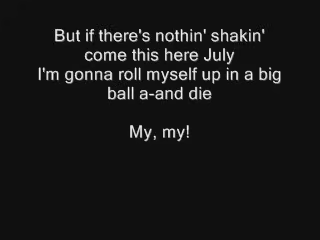 But if there's nothin' shakin'
come this here July
I'm gonna roll myself up in a big
ball a-and die
My, my!